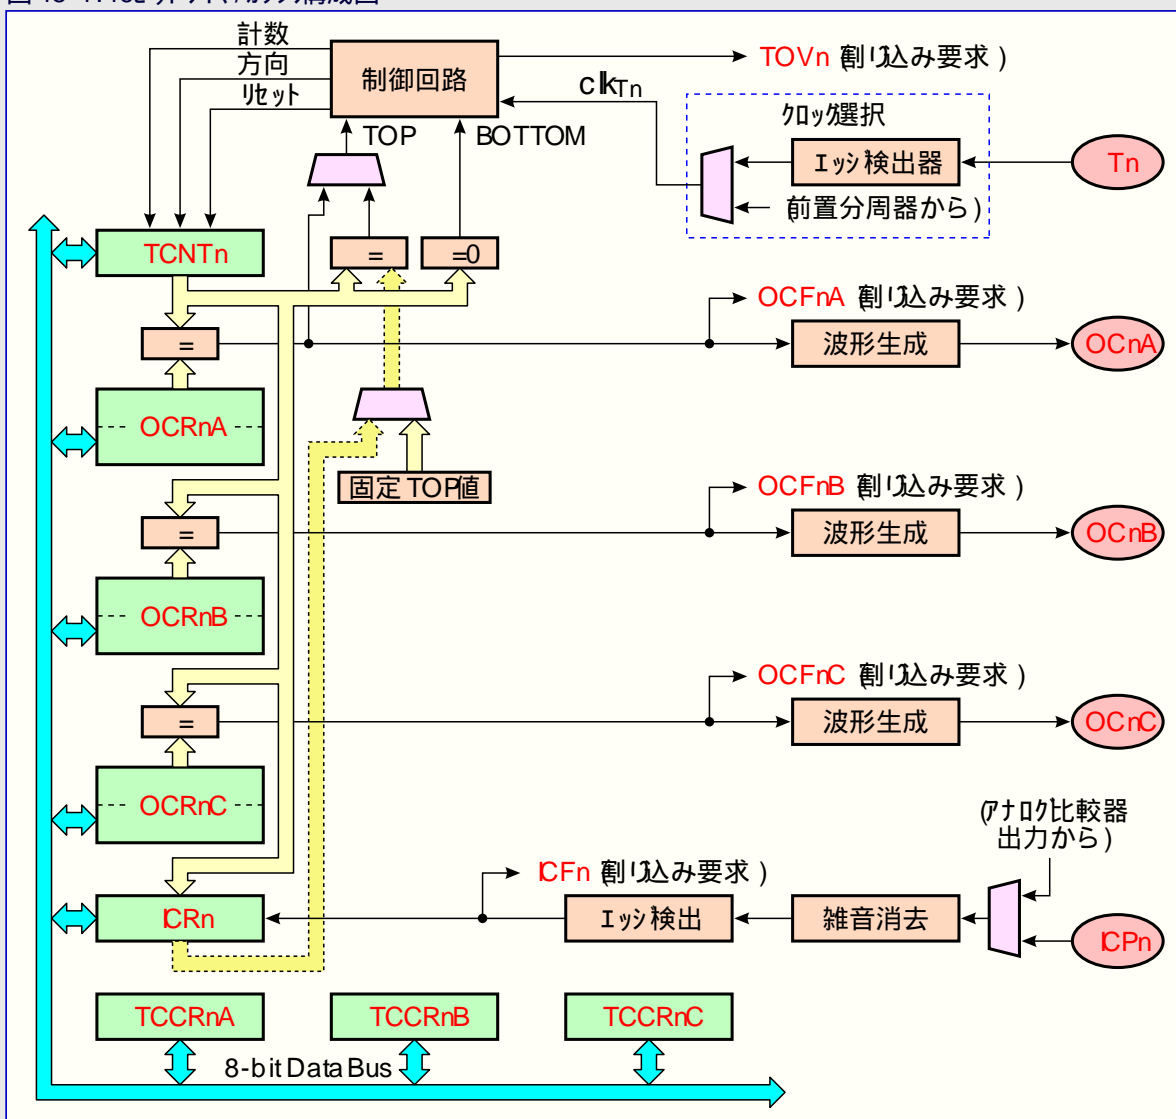 計数
方向
リセット
制御回路
TOVn (割り込み要求)
clkTn
TOP
BOTTOM
クロック選択
エッジ検出器
Tn
(前置分周器から)
TCNTn
=
=0
OCFnA (割り込み要求)
=
波形生成
OCnA
OCRnA
固定TOP値
OCFnB (割り込み要求)
=
波形生成
OCnB
OCRnB
OCFnC (割り込み要求)
=
波形生成
OCnC
OCRnC
(アナログ比較器
出力から)
ICFn (割り込み要求)
ICRn
エッジ検出
雑音消去
ICPn
TCCRnA
TCCRnB
TCCRnC
8-bit Data Bus